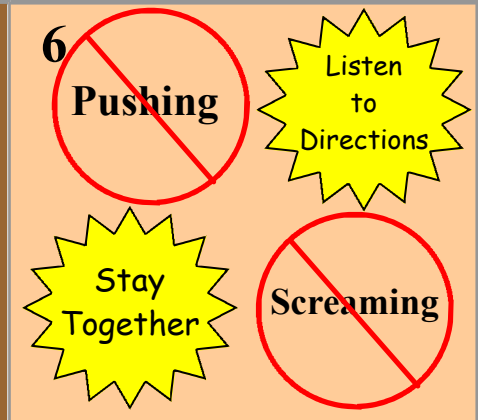 6
Pushing
Listen
to
Directions
Stay
Together
Screaming